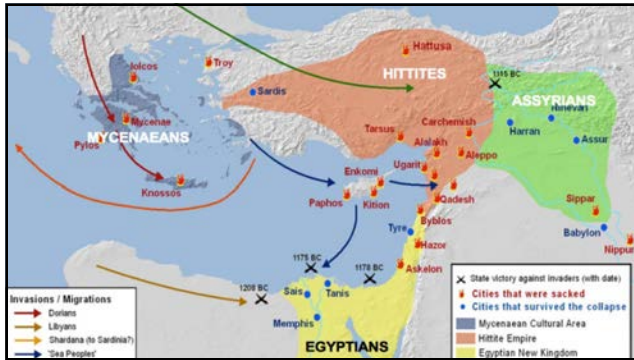 Hattusa
HITTITES
Iolcos
Troy
Sardis
1115 BC
ASSYRIANS
Ninevah
Carchemish
Harran
Assur
Mycenae
MYCENAEANS
Pylos
Tarsus
Alalakh
Aleppo
Ugarit
Knossos
Enkomi
Paphos
Kition
Qadesh
Byblos
Sippar
Babylon
Nippur
Tyre
Hazor
1175 BC
1178 BC
Askelon
1208 BC
Sais
Tanis
Memphis
EGYPTIANS
Invasions / Migrations
Dorians
Libyans
Shardana (to Sardinia?)
'Sea Peoples'
State victory against invaders (with date)
Cities that were sacked
Cities that survived the collapse
Mycenaean Cultural Area
Hittite Empire
Egyptian New Kingdom